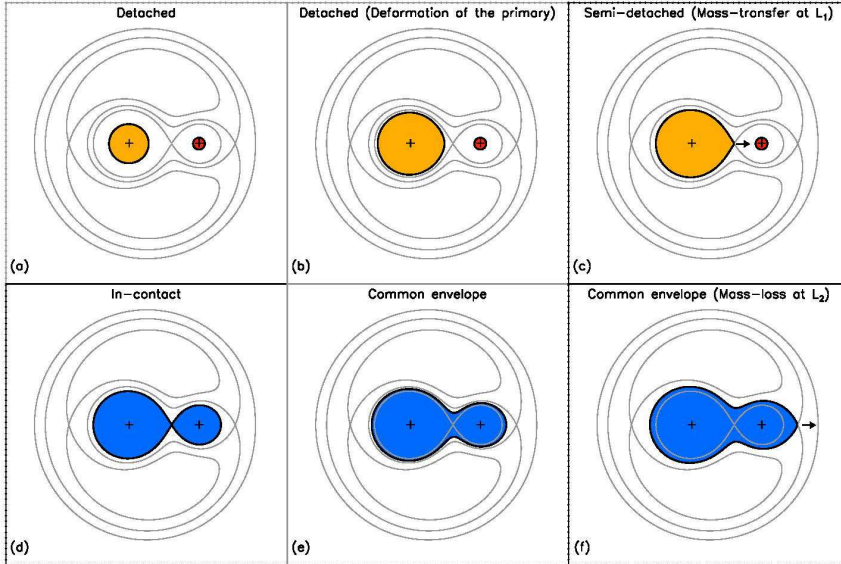 Detached
Detached (Deformation of the primary)
Semi-detached (Mass-transfer at L₁)
(a)
(b)
(c)
In-contact
Common envelope
Common envelope (Mass-loss at L₂)
(d)
(e)
(f)